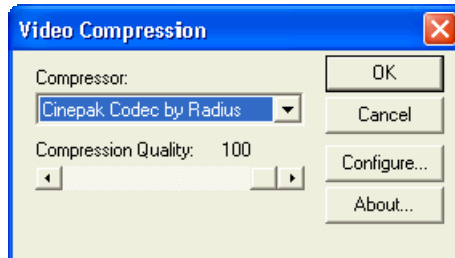 Video Compression
Compressor:
Cinepak Codec by Radius
Compression Quality: 100
OK
Cancel
Configure...
About...